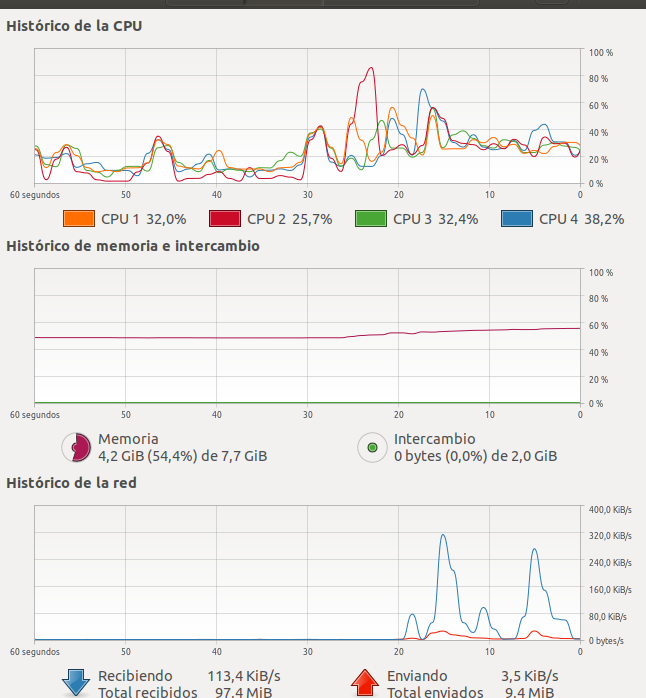 Histórico de la CPU
100 %
80 %
60 %
40 %
20 %
0 %
60 segundos 50 40 30 20 10 0
CPU 1 32,0% CPU 2 25,7% CPU 3 32,4% CPU 4 38,2%
Histórico de memoria e intercambio
100 %
80 %
60 %
40 %
20 %
0 %
60 segundos 50 40 30 20 10 0
Memoria Intercambio
4,2 GiB (54,4%) de 7,7 GiB 0 bytes (0,0%) de 2,0 GiB
Histórico de la red
400,0 KiB/s
320,0 KiB/s
240,0 KiB/s
160,0 KiB/s
80,0 KiB/s
0 bytes/s
60 segundos 50 40 30 20 10 0
Recibiendo 113,4 KiB/s Enviando 3,5 KiB/s
Total recibidos 97,4 MiB Total enviados 9,4 MiB